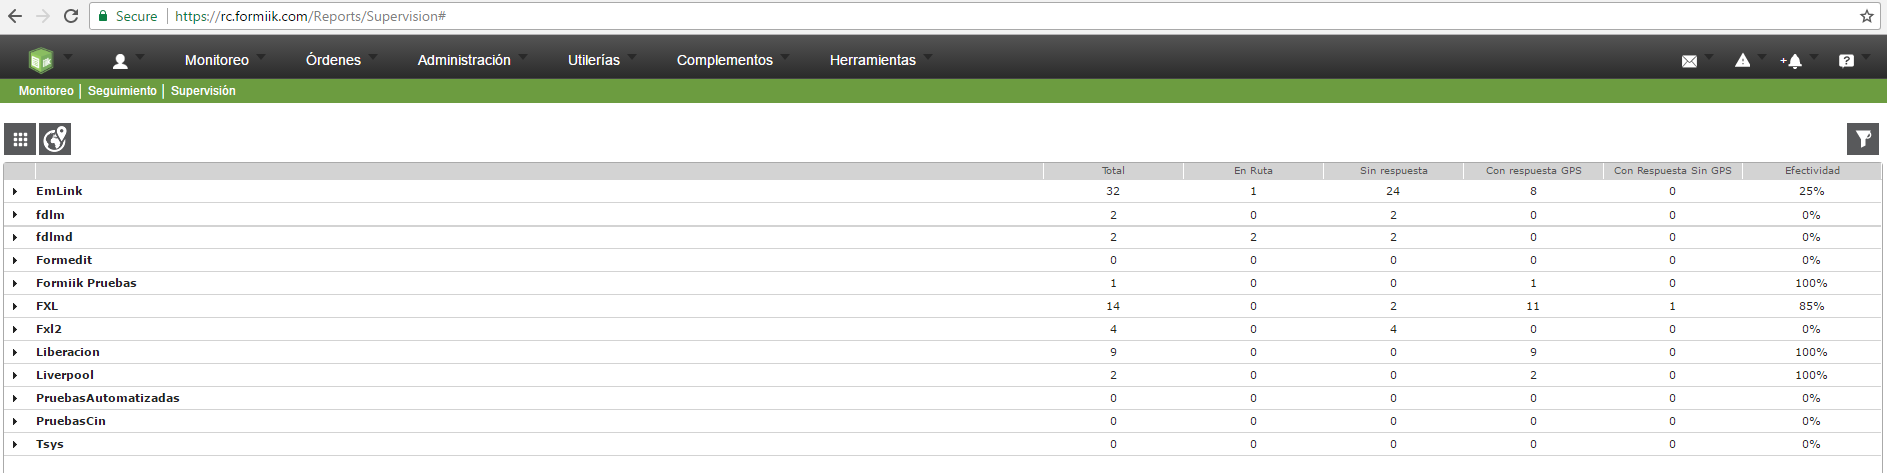 Secure https://rc.formiik.com/Reports/Supervision#
Monitoreo Órdenes Administración Utilerías Complementos Herramientas
Monitoreo | Seguimiento | Supervisión
Total En Ruta Sin respuesta Con respuesta GPS Con Respuesta Sin GPS Efectividad
EmLink 32 1 24 8 0 25%
fdlm 2 0 2 0 0 0%
fdlmd 2 2 2 0 0 0%
Formedit 0 0 0 0 0 0%
Formiik Pruebas 1 0 0 1 0 100%
FXL 14 0 2 11 1 85%
Fxl2 4 0 4 0 0 0%
Liberacion 9 0 0 9 0 100%
Liverpool 2 0 0 2 0 100%
PruebasAutomatizadas 0 0 0 0 0 0%
PruebasCin 0 0 0 0 0 0%
Tsys 0 0 0 0 0 0%